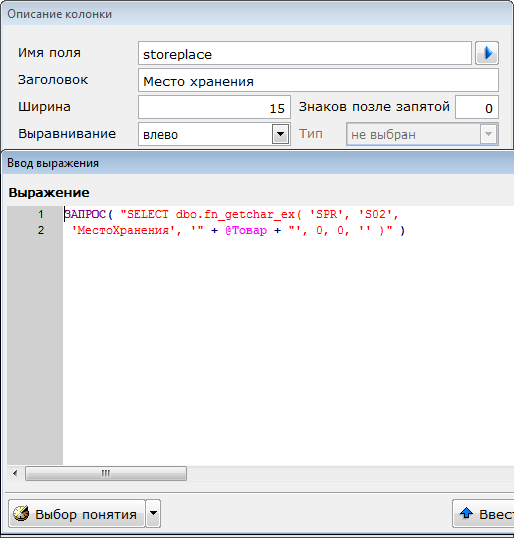 Описание колонки
Имя поля storeplace
Заголовок Место хранения
Ширина 15 Знаков позле запятой 0
Выравнивание влево Тип не выбран
Ввод выражения
Выражение
1 ЗАПРОС( "SELECT dbo.fn_getchar_ex( 'SPR', 'S02',
2 'МестоХранения', '" + @Товар + "', 0, 0, '' )" )
Выбор понятия Ввест